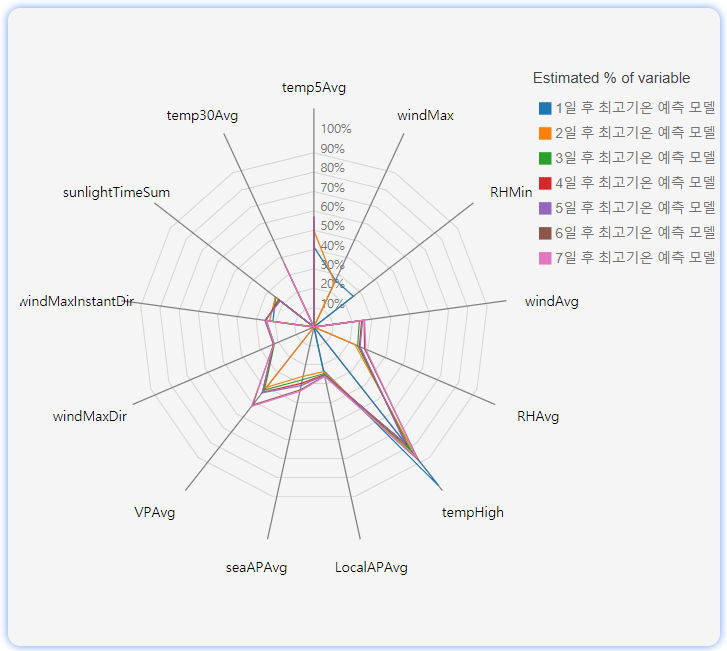 Estimated % of variable
1일 후 최고기온 예측 모델
2일 후 최고기온 예측 모델
3일 후 최고기온 예측 모델
4일 후 최고기온 예측 모델
5일 후 최고기온 예측 모델
6일 후 최고기온 예측 모델
7일 후 최고기온 예측 모델
temp5Avg
temp30Avg
windMax
sunlightTimeSum
RHMin
windMaxInstantDir
windAvg
windMaxDir
RHAvg
VPAvg
tempHigh
seaAPAvg
LocalAPAvg
100%
90%
80%
70%
60%
50%
40%
30%
20%
10%